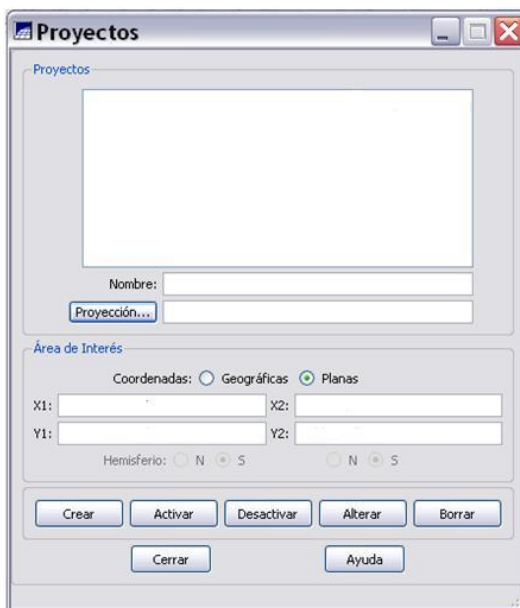 Proyectos
Proyectos
Nombre:
Proyección...
Área de Interés
Coordenadas: Geográficas Planas
X1: X2:
Y1: Y2:
Hemisferio: N S N S
Crear Activar Desactivar Alterar Borrar
Cerrar Ayuda